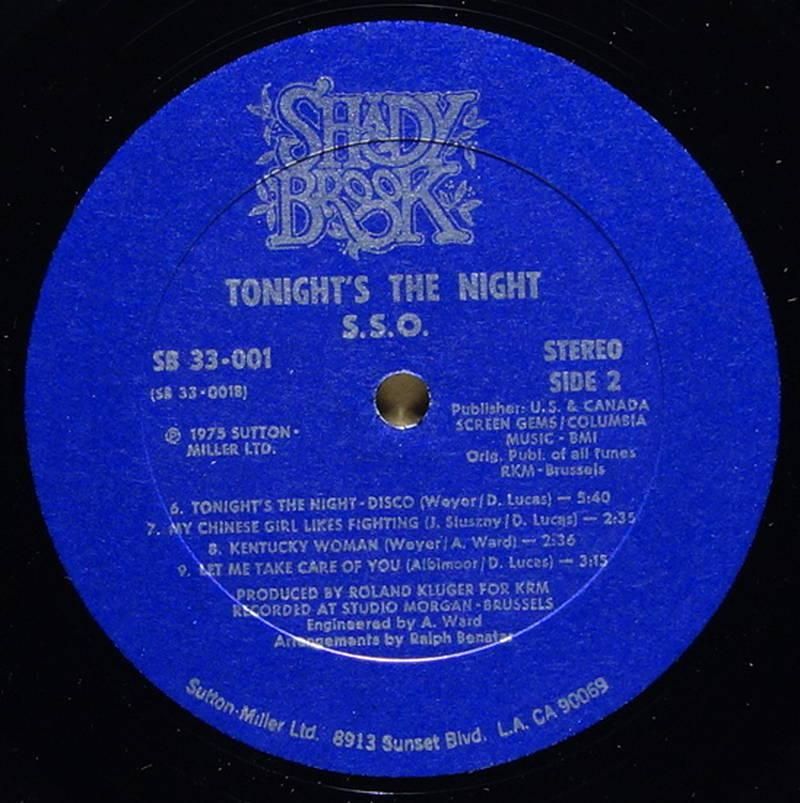 SHADY
BROOK
TONIGHT'S THE NIGHT
S.S.O.
SB 33-001
(SB 33-001B)
℗ 1975 SUTTON-
MILLER LTD.
STEREO
SIDE 2
Publisher: U.S. & CANADA
SCREEN GEMS/COLUMBIA
MUSIC - BMI
Orig. Publ. of all tunes
RKM-Brussels
6. TONIGHT'S THE NIGHT-DISCO (Weyer/D. Lucas) — 5:40
7. MY CHINESE GIRL LIKES FIGHTING (J. Sluszny/D. Lucas) — 2:35
8. KENTUCKY WOMAN (Weyer/A. Ward) — 2:36
9. LET ME TAKE CARE OF YOU (Albimoor/D. Lucas) — 3:15
PRODUCED BY ROLAND KLUGER FOR KRM
RECORDED AT STUDIO MORGAN-BRUSSELS
Engineered by A. Ward
Arrangements by Ralph Benatar
Sutton-Miller Ltd. 8913 Sunset Blvd. L.A. CA 90069